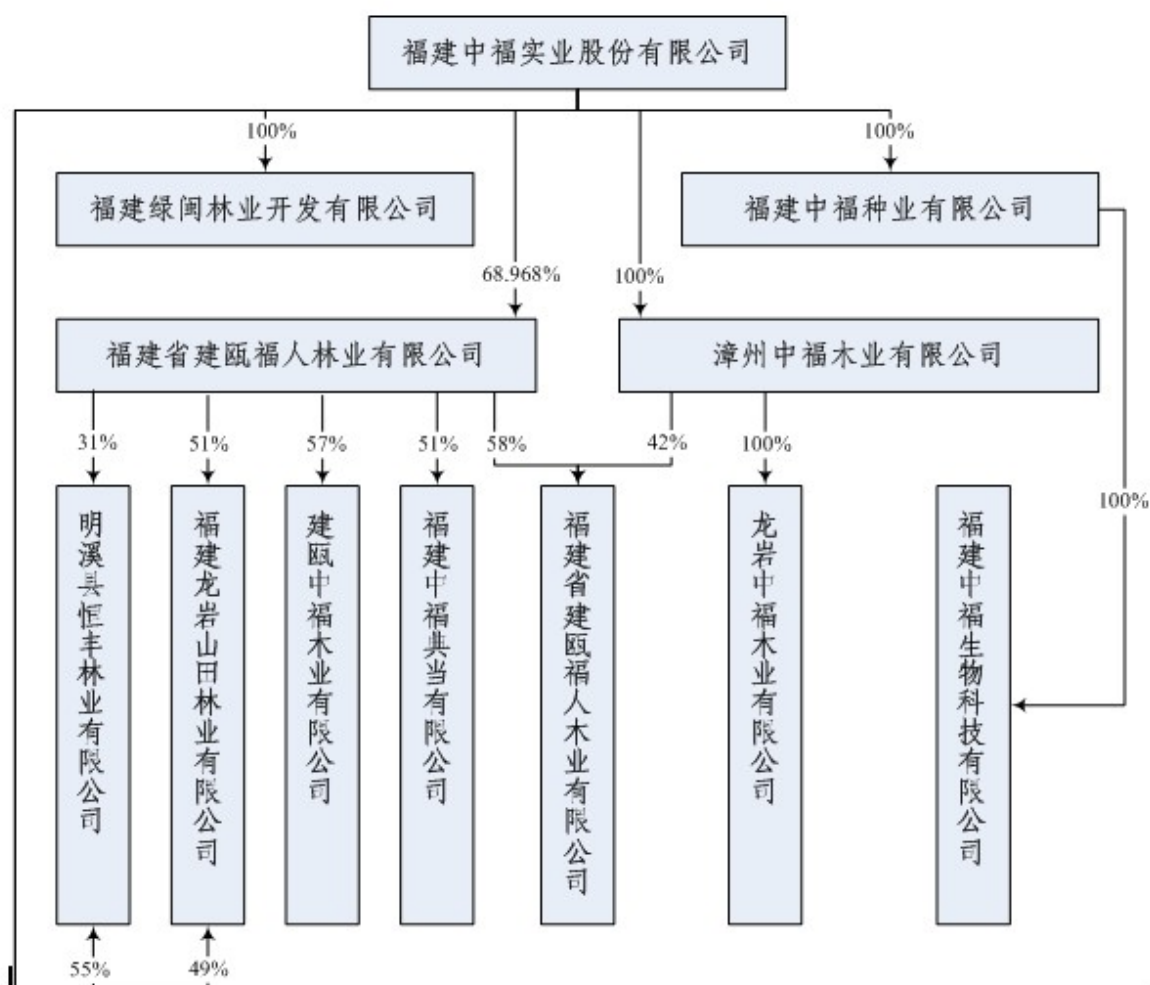 福建中福实业股份有限公司
100%
100%
福建绿闽林业开发有限公司
福建中福种业有限公司
68.968%
100%
福建省建瓯福人林业有限公司
漳州中福木业有限公司
31%
51%
57%
51%
58%
42%
100%
100%
明溪县恒丰林业有限公司
福建龙岩山田林业有限公司
建瓯中福木业有限公司
福建中福典当有限公司
福建省建瓯福人木业有限公司
龙岩中福木业有限公司
福建中福生物科技有限公司
55%
49%